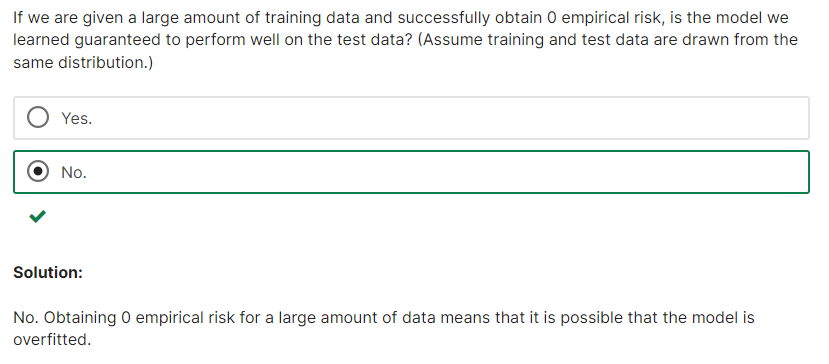 If we are given a large amount of training data and successfully obtain 0 empirical risk, is the model we
learned guaranteed to perform well on the test data? (Assume training and test data are drawn from the
same distribution.)
Yes.
No.
Solution:
No. Obtaining 0 empirical risk for a large amount of data means that it is possible that the model is
overfitted.